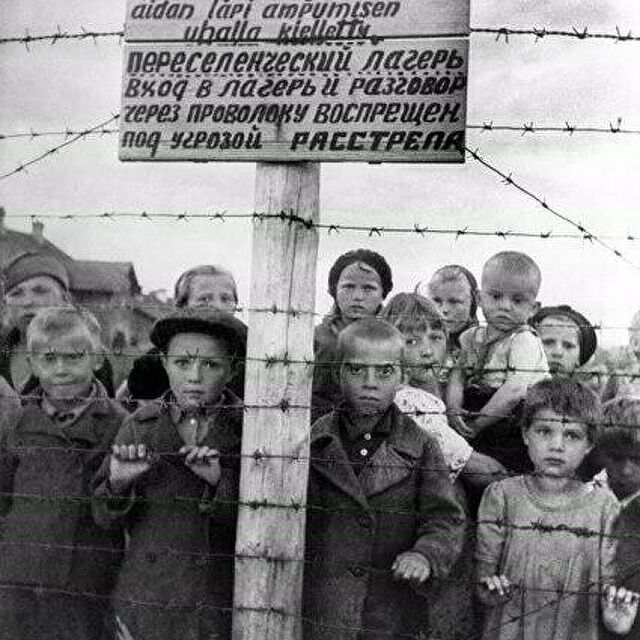 aidan läpi ampumisen
uhalla kielletty.
ПЕРЕСЕЛЕНЧЕСКИЙ ЛАГЕРЬ
ВХОД В ЛАГЕРЬ И РАЗГОВОР
ЧЕРЕЗ ПРОВОЛОКУ ВОСПРЕЩЕН
ПОД УГРОЗОЙ РАССТРЕЛА